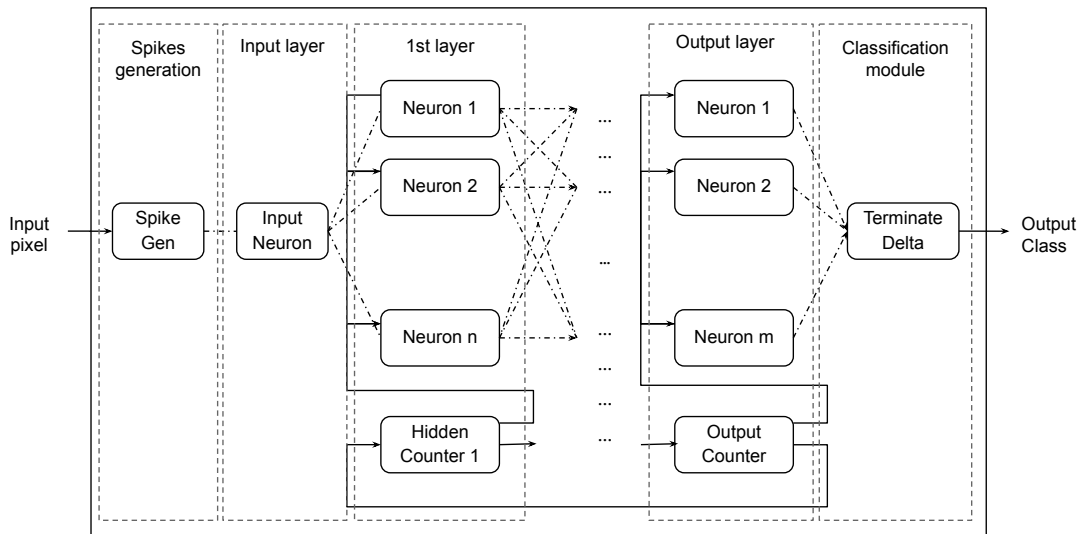 Spikes
generation
Input layer
1st layer
Output layer
Classification
module
Neuron 1
Neuron 2
Neuron n
Neuron 1
Neuron 2
Neuron m
Input
pixel
Spike
Gen
Input
Neuron
Terminate
Delta
Output
Class
Hidden
Counter 1
Output
Counter
...
...
...
...
...
...
...
...